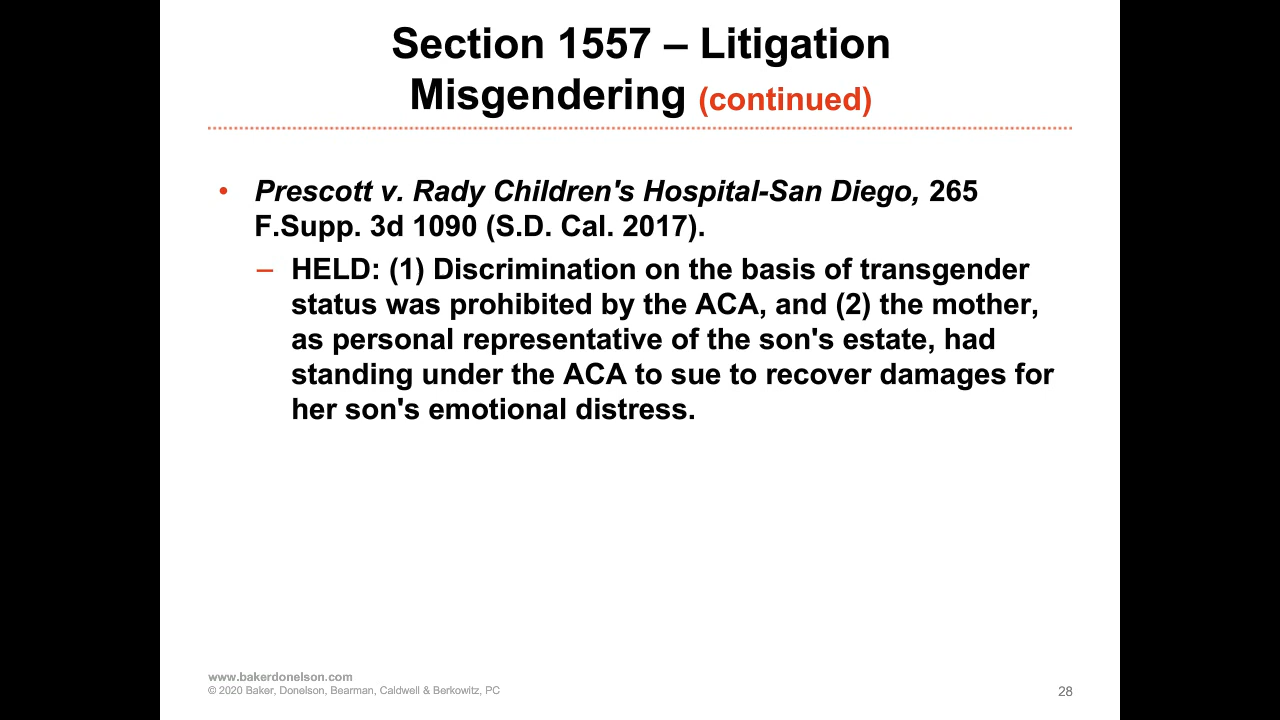 Section 1557 – Litigation
Misgendering (continued)
• Prescott v. Rady Children's Hospital-San Diego, 265
F.Supp. 3d 1090 (S.D. Cal. 2017).
– HELD: (1) Discrimination on the basis of transgender
status was prohibited by the ACA, and (2) the mother,
as personal representative of the son's estate, had
standing under the ACA to sue to recover damages for
her son's emotional distress.
www.bakerdonelson.com
© 2020 Baker, Donelson, Bearman, Caldwell & Berkowitz, PC
28